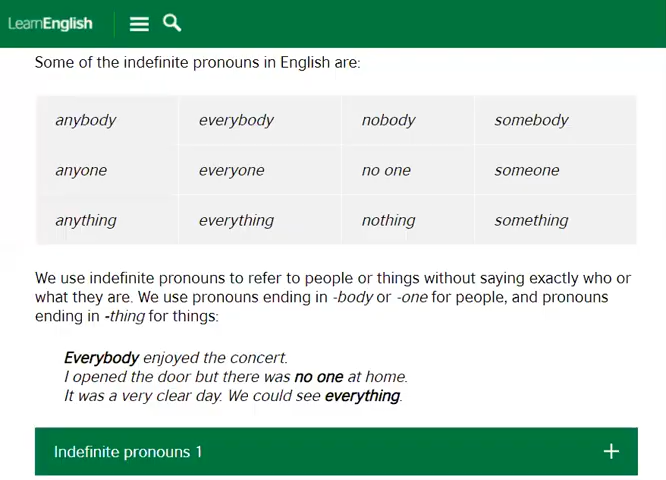 LearnEnglish
Some of the indefinite pronouns in English are:
anybody everybody nobody somebody
anyone everyone no one someone
anything everything nothing something
We use indefinite pronouns to refer to people or things without saying exactly who or
what they are. We use pronouns ending in -body or -one for people, and pronouns
ending in -thing for things:
Everybody enjoyed the concert.
I opened the door but there was no one at home.
It was a very clear day. We could see everything.
Indefinite pronouns 1 +